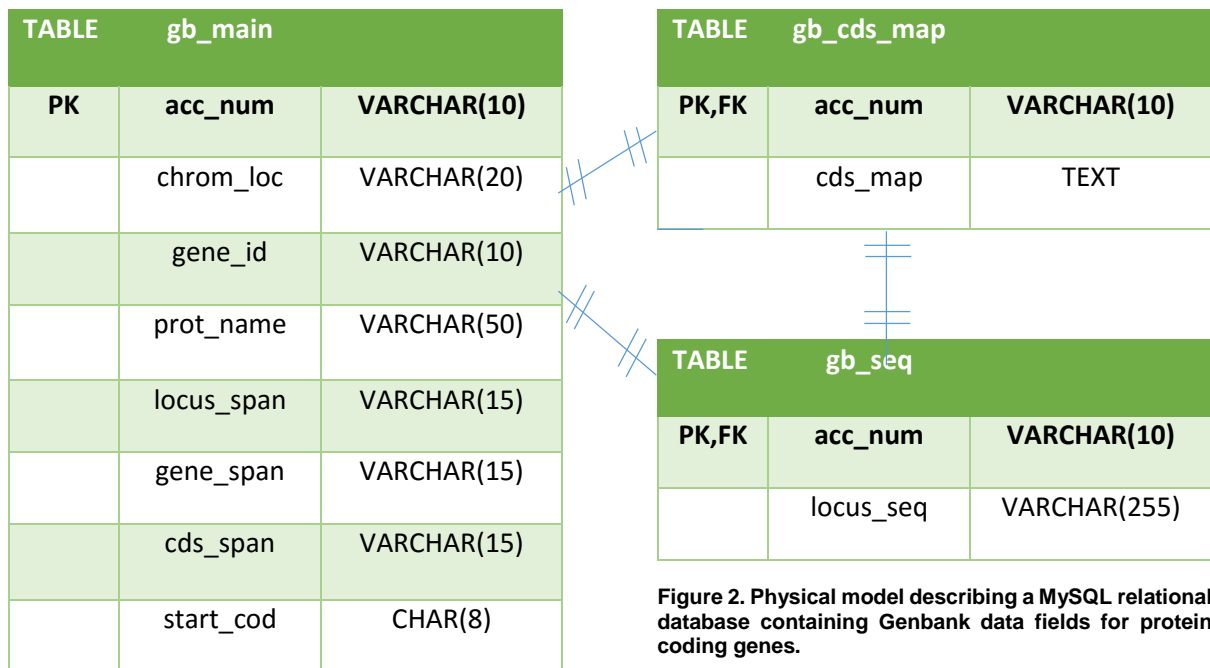 TABLE gb_main
PK acc_num VARCHAR(10)
chrom_loc VARCHAR(20)
gene_id VARCHAR(10)
prot_name VARCHAR(50)
locus_span VARCHAR(15)
gene_span VARCHAR(15)
cds_span VARCHAR(15)
start_cod CHAR(8)
TABLE gb_cds_map
PK,FK acc_num VARCHAR(10)
cds_map TEXT
TABLE gb_seq
PK,FK acc_num VARCHAR(10)
locus_seq VARCHAR(255)
Figure 2. Physical model describing a MySQL relational
database containing Genbank data fields for protein
coding genes.